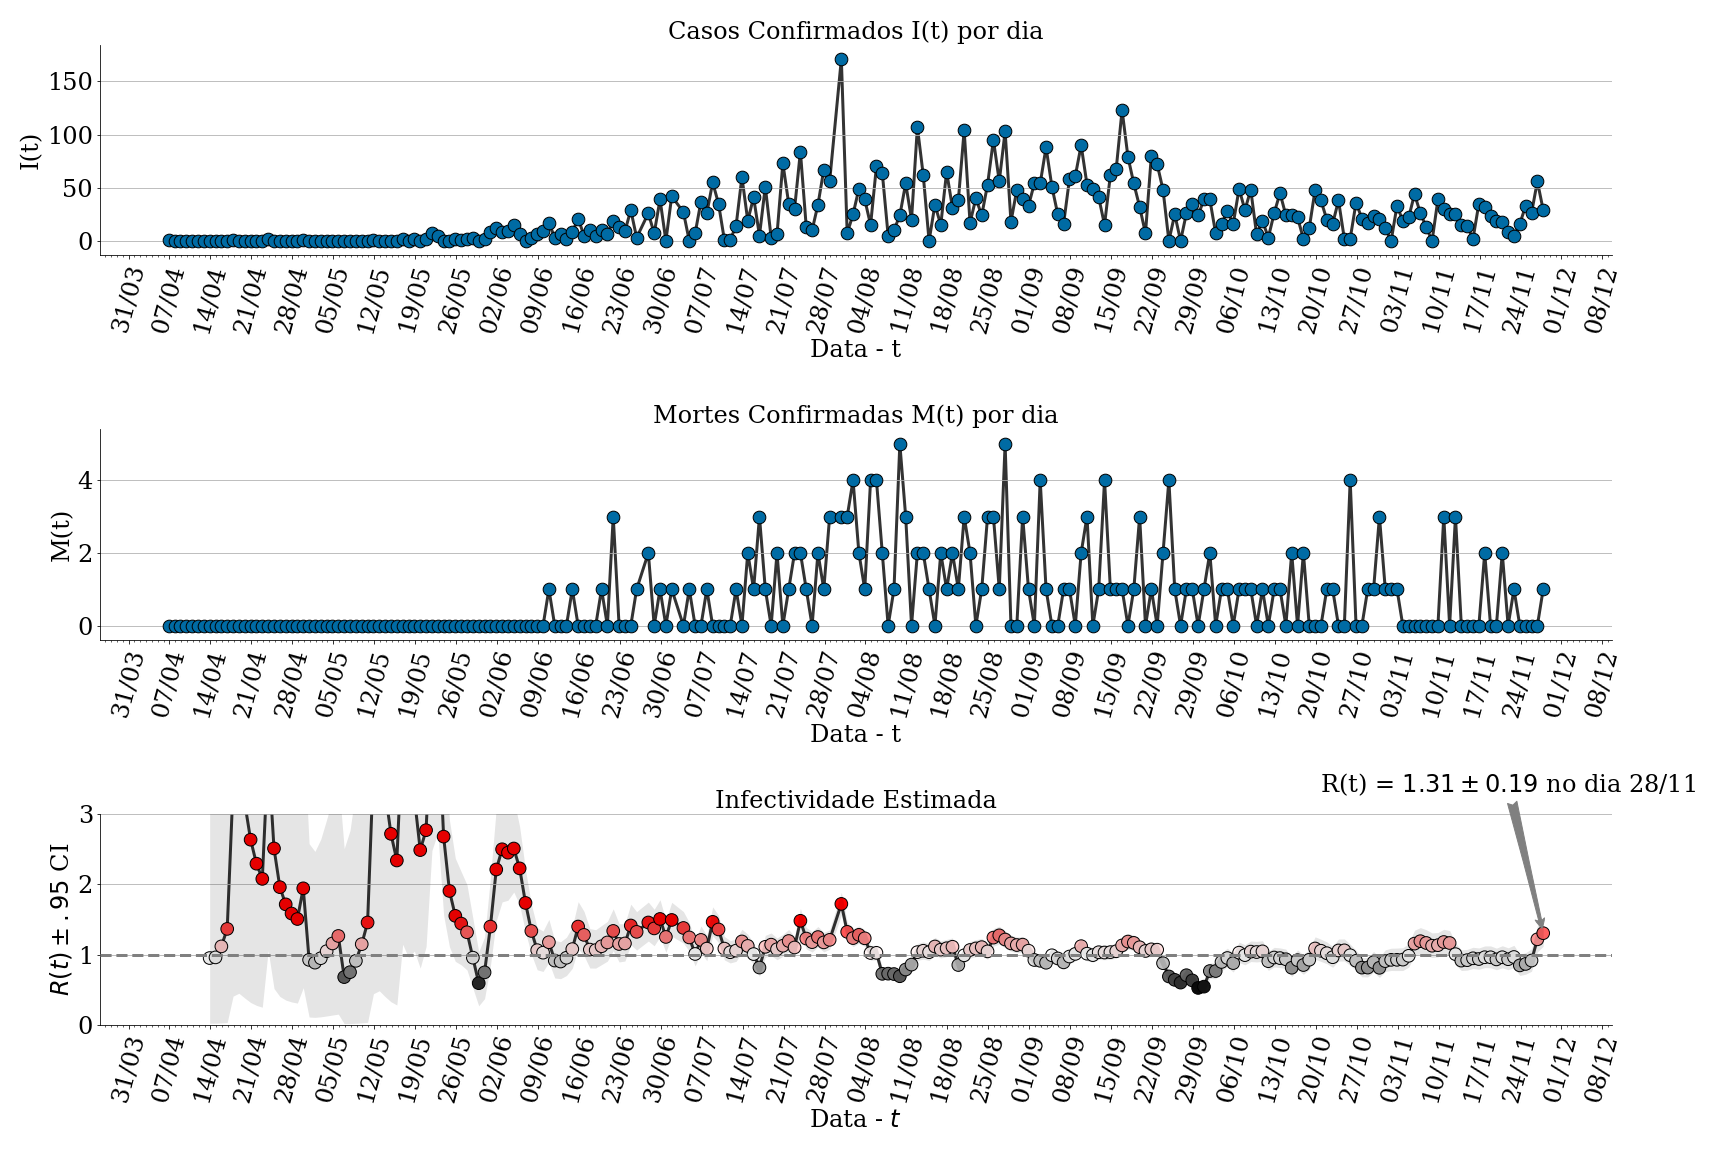 Casos Confirmados I(t) por dia
I(t)
150
100
50
0
31/03 07/04 14/04 21/04 28/04 05/05 12/05 19/05 26/05 02/06 09/06 16/06 23/06 30/06 07/07 14/07 21/07 28/07 04/08 11/08 18/08 25/08 01/09 08/09 15/09 22/09 29/09 06/10 13/10 20/10 27/10 03/11 10/11 17/11 24/11 01/12 08/12
Data - t
Mortes Confirmadas M(t) por dia
M(t)
4
2
0
31/03 07/04 14/04 21/04 28/04 05/05 12/05 19/05 26/05 02/06 09/06 16/06 23/06 30/06 07/07 14/07 21/07 28/07 04/08 11/08 18/08 25/08 01/09 08/09 15/09 22/09 29/09 06/10 13/10 20/10 27/10 03/11 10/11 17/11 24/11 01/12 08/12
Data - t
R(t) = 1.31 ± 0.19 no dia 28/11
Infectividade Estimada
R(t) ± .95 CI
3
2
1
0
31/03 07/04 14/04 21/04 28/04 05/05 12/05 19/05 26/05 02/06 09/06 16/06 23/06 30/06 07/07 14/07 21/07 28/07 04/08 11/08 18/08 25/08 01/09 08/09 15/09 22/09 29/09 06/10 13/10 20/10 27/10 03/11 10/11 17/11 24/11 01/12 08/12
Data - t